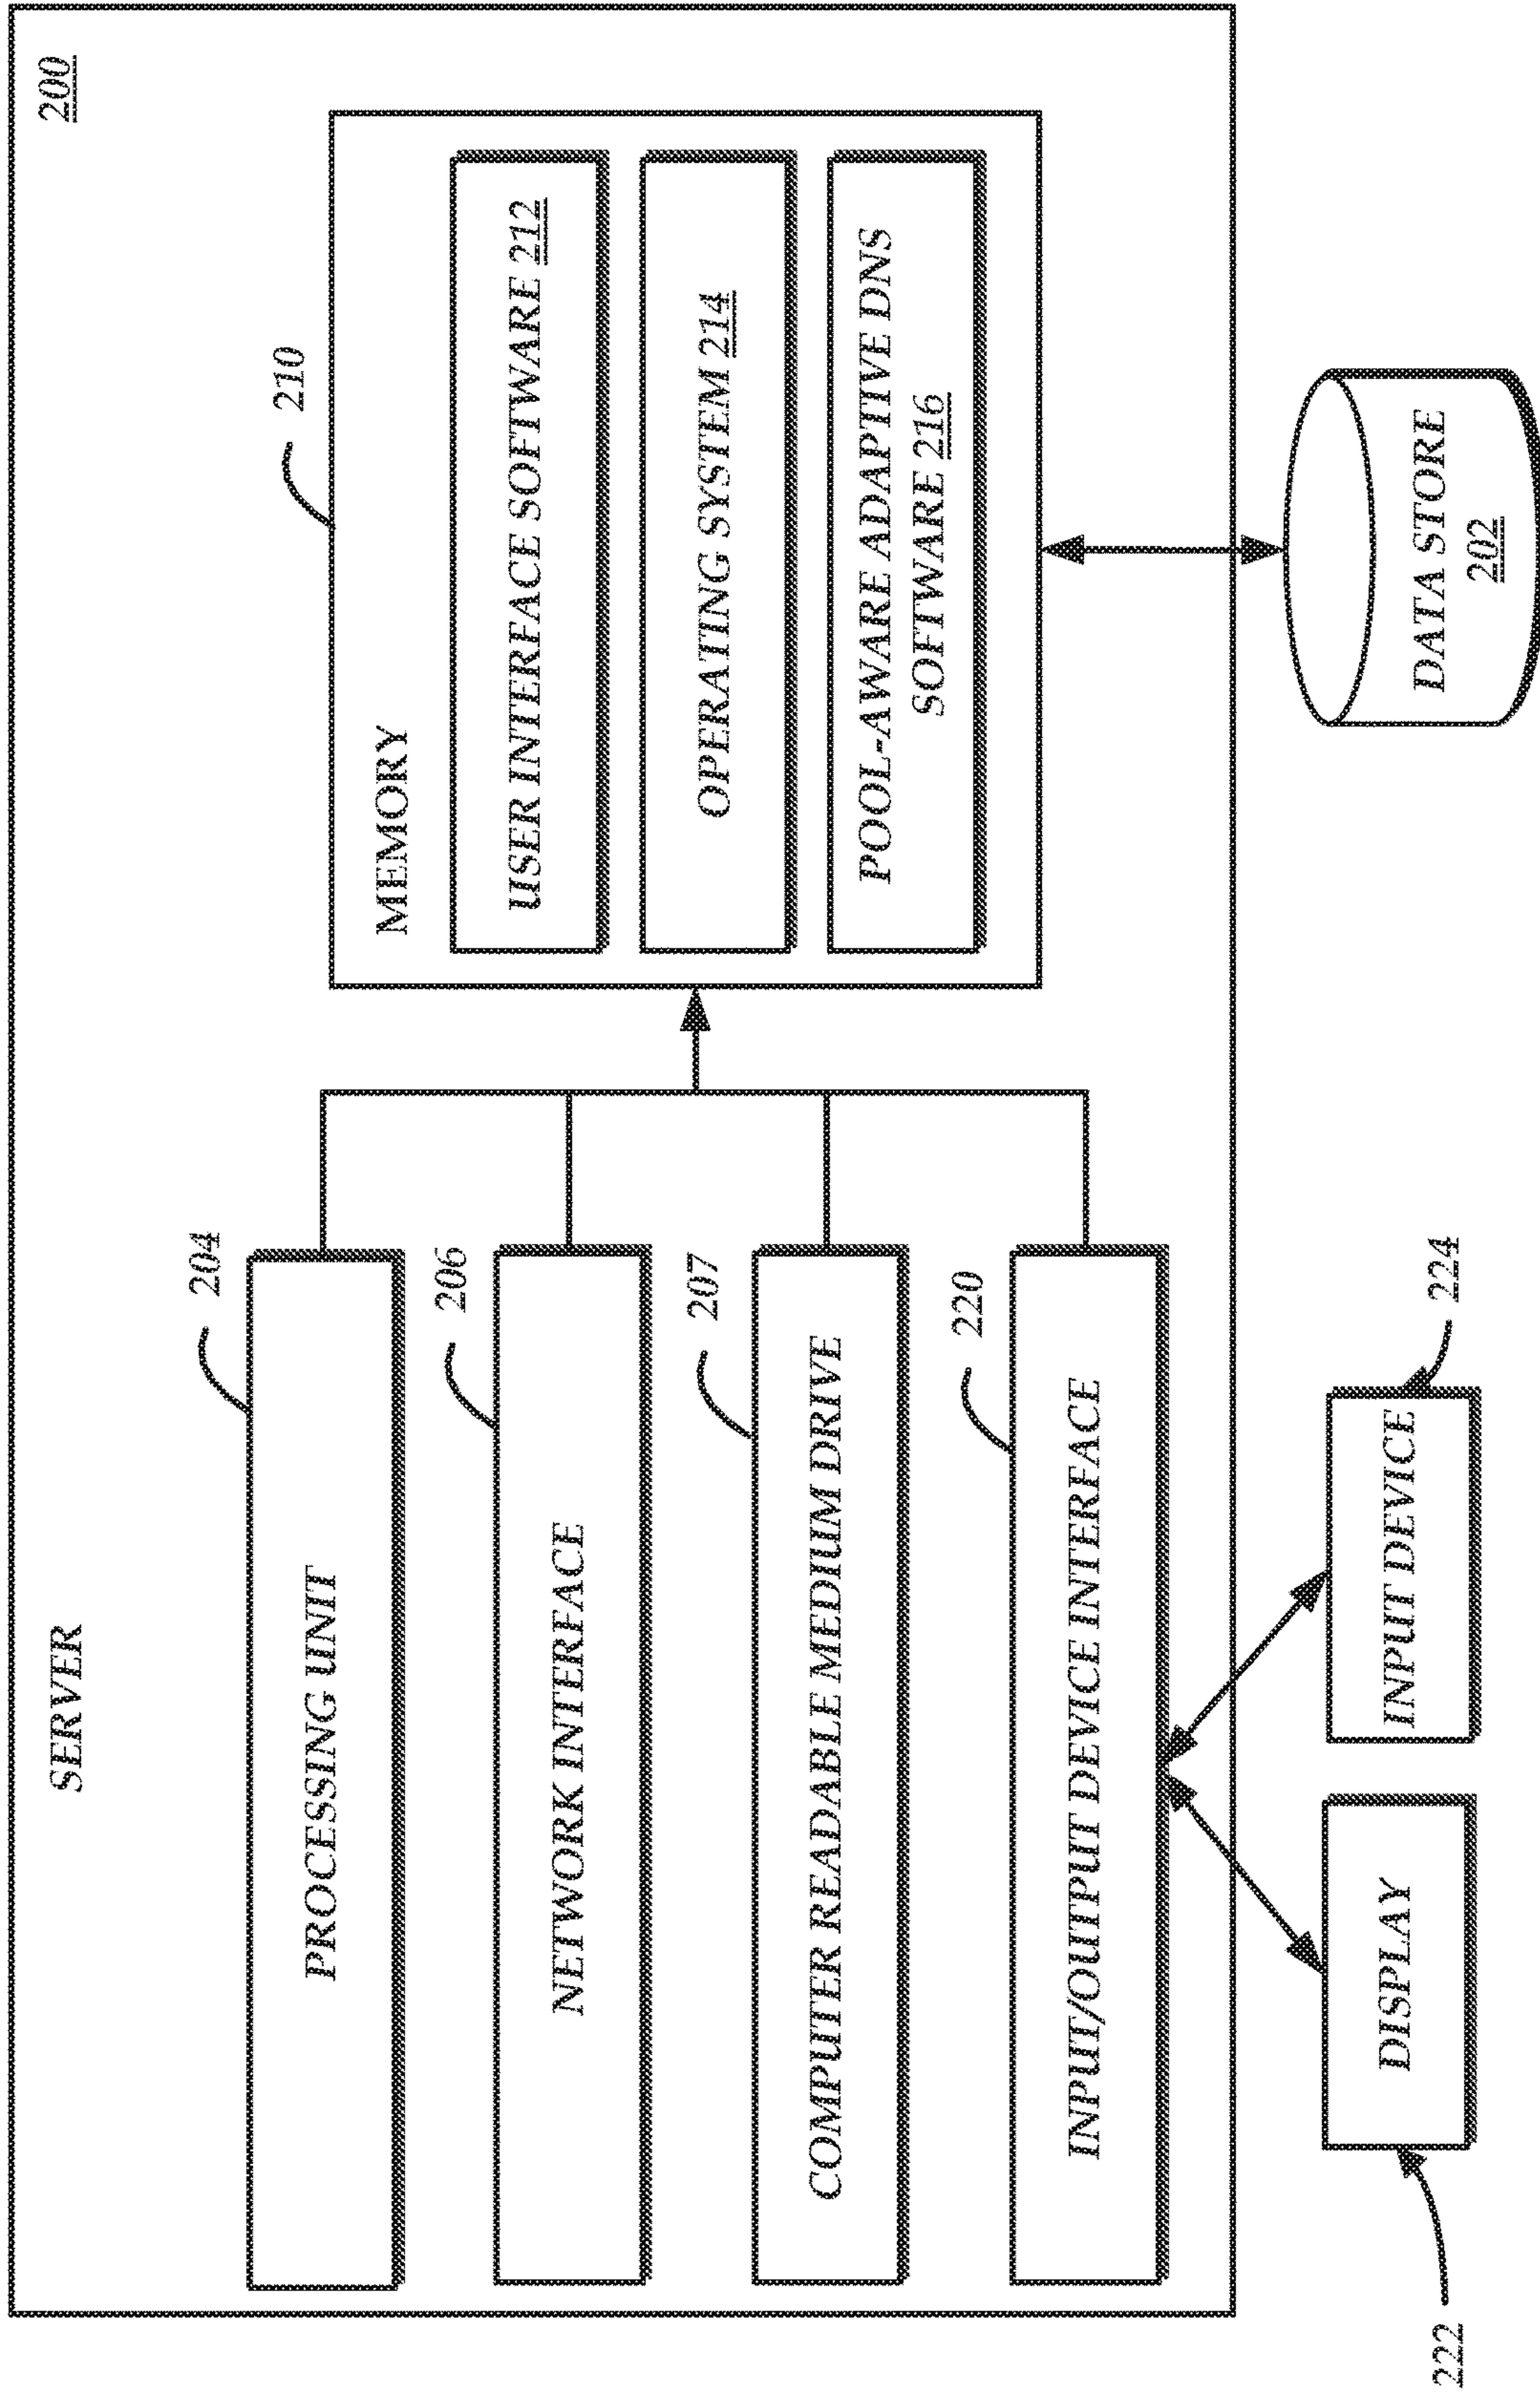 SERVER
200
204
PROCESSING UNIT
206
NETWORK INTERFACE
207
COMPUTER READABLE MEDIUM DRIVE
220
INPUT/OUTPUT DEVICE INTERFACE
210
MEMORY
USER INTERFACE SOFTWARE 212
OPERATING SYSTEM 214
POOL-AWARE ADAPTIVE DNS
SOFTWARE 216
222
DISPLAY
INPUT DEVICE
224
DATA STORE
202